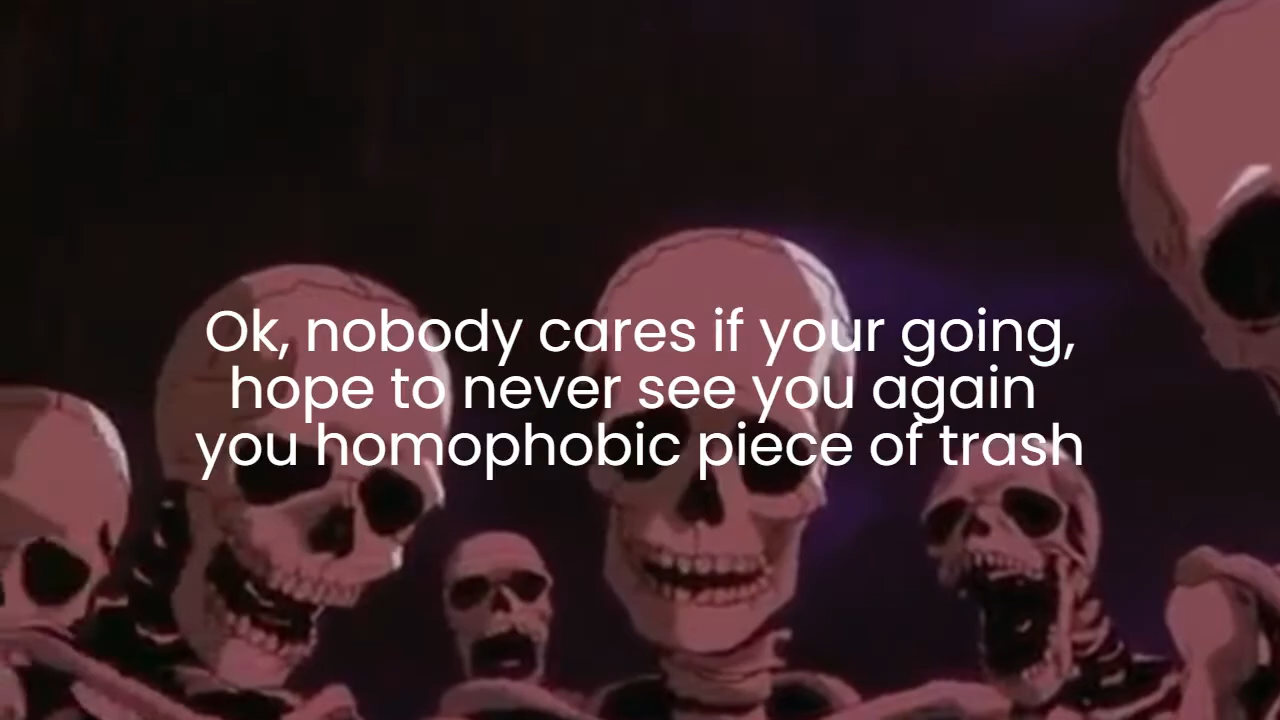 Ok, nobody cares if your going,
hope to never see you again
you homophobic piece of trash